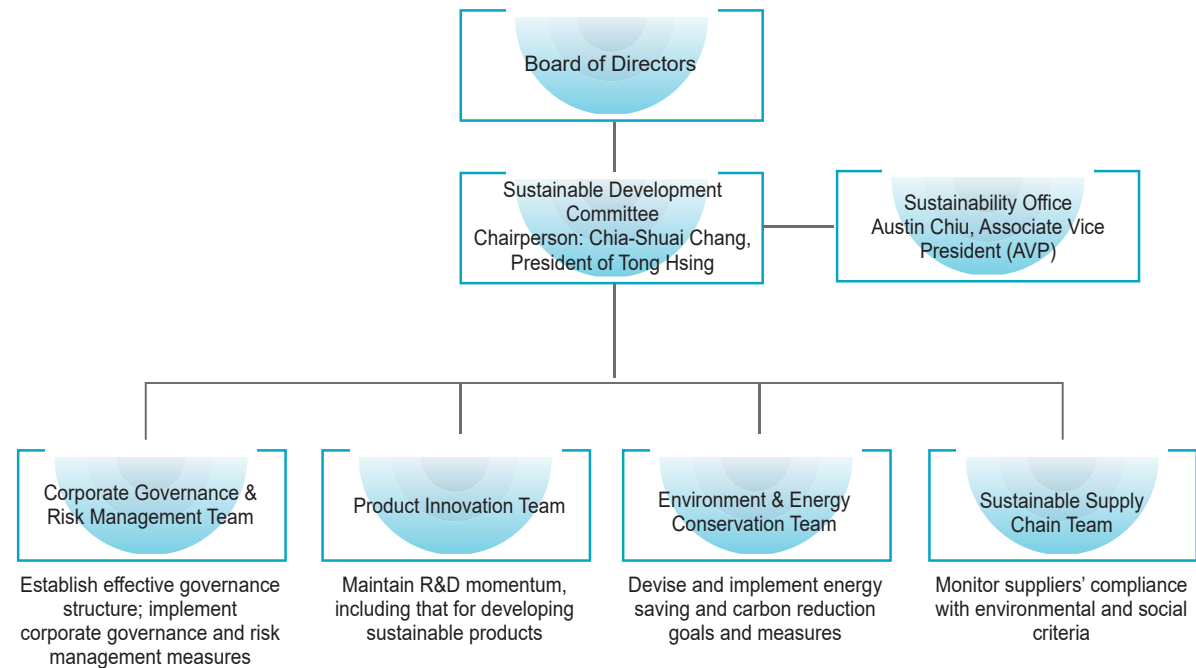 Board of Directors
Sustainable Development
Committee
Chairperson: Chia-Shuai Chang,
President of Tong Hsing
Sustainability Office
Austin Chiu, Associate Vice
President (AVP)
Corporate Governance &
Risk Management Team
Product Innovation Team
Environment & Energy
Conservation Team
Sustainable Supply
Chain Team
Establish effective governance
structure; implement
corporate governance and risk
management measures
Maintain R&D momentum,
including that for developing
sustainable products
Devise and implement energy
saving and carbon reduction
goals and measures
Monitor suppliers’ compliance
with environmental and social
criteria